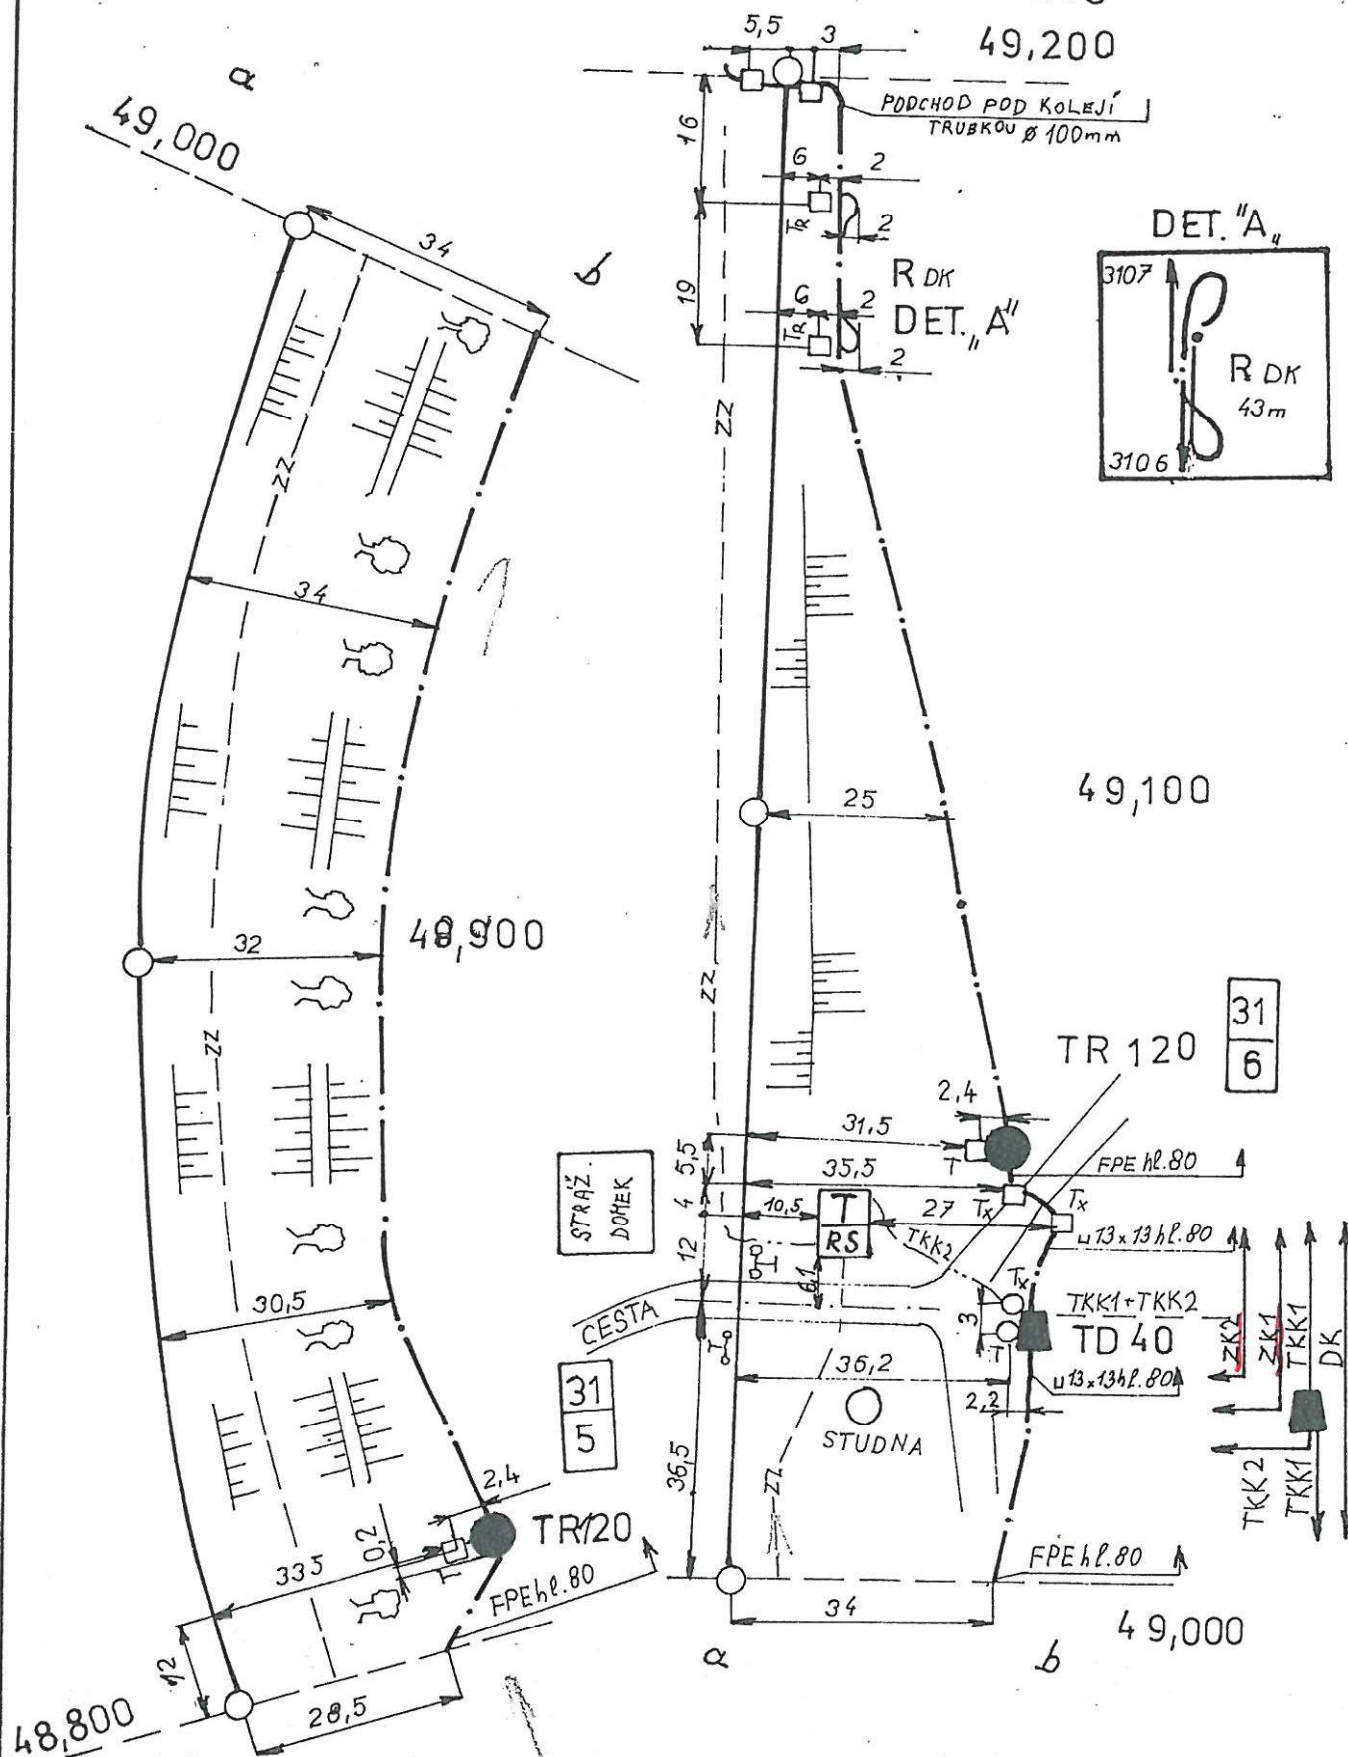 a
49,000
34
b
ZZ
34
32
48,900
ZZ
30,5
31
5
2,4
TR120
0,2
33,5
T
FPE hl.80
12
28,5
48,800
5,5
3
49,200
PODCHOD POD KOLEJÍ
TRUBKOU Ø 100mm
16
6
2
TR
2
19
R DK
DET. „A"
6
2
TR
2
DET. "A„
3107
R DK
43m
3106
ZZ
25
49,100
ZZ
TR 120
31
6
2,4
31,5
T
5,5
35,5
FPE hl.80
STRÁŽ.
DOMEK
4
10,5
T
RS
27
Tx
Tx
TKK2
⊔13x13hl.80
12
6,1
Tx
CESTA
3
TKK1+TKK2
TD 40
T
36,2
⊔13x13hl.80
2,2
STUDNA
36,5
ZZ
ZK2
ZK1
TKK1
DK
TKK2
TKK1
FPE hl.80
34
49,000
a
b